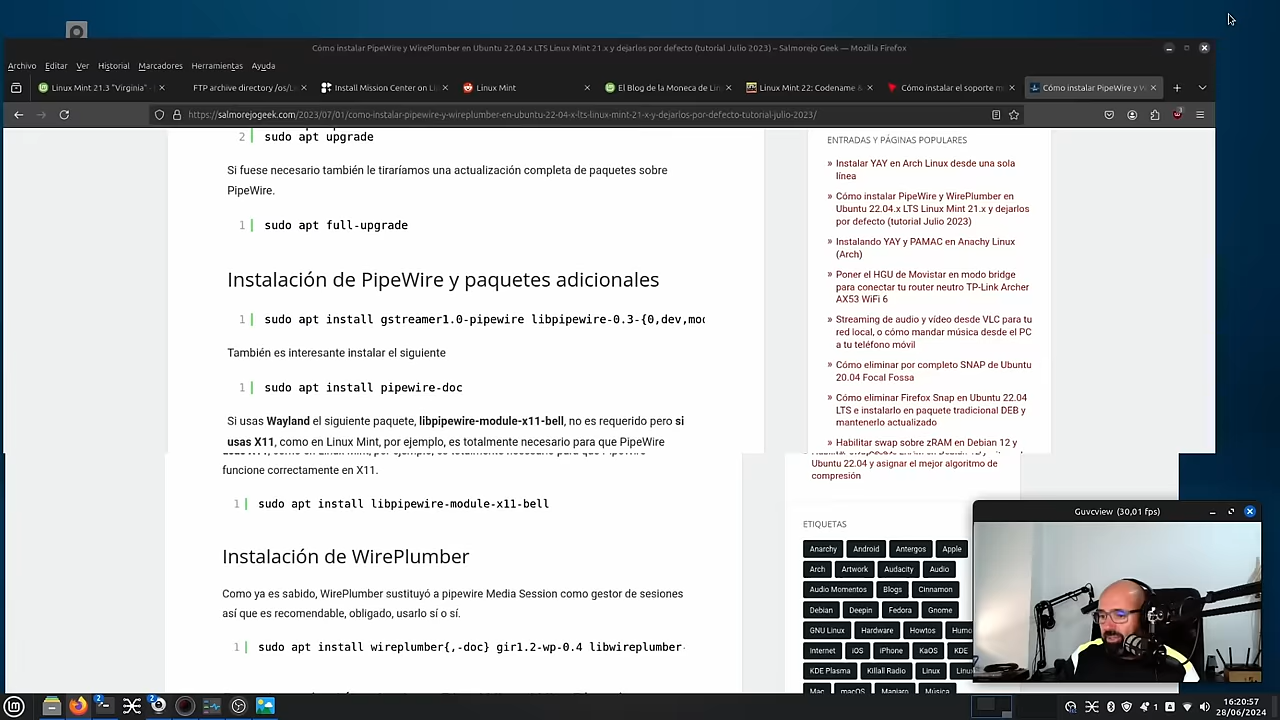 Cómo instalar PipeWire y WirePlumber en Ubuntu 22.04.x LTS Linux Mint 21.x y dejarlos por defecto (tutorial Julio 2023) – Salmorejo Geek — Mozilla Firefox
Archivo Editar Ver Historial Marcadores Herramientas Ayuda
Linux Mint 21.3 "Virginia" -
FTP archive directory /os/L
Install Mission Center on Li
Linux Mint
El Blog de la Moneca de Lin
Linux Mint 22: Codename &
Cómo instalar el soporte m
Cómo instalar PipeWire y W
https://salmorejogeek.com/2023/07/01/como-instalar-pipewire-y-wireplumber-en-ubuntu-22-04-x-lts-linux-mint-21-x-y-dejarlos-por-defecto-tutorial-julio-2023/
2 sudo apt upgrade
Si fuese necesario también le tiraríamos una actualización completa de paquetes sobre
PipeWire.
sudo apt full-upgrade
Instalación de PipeWire y paquetes adicionales
1 sudo apt install gstreamer1.0-pipewire libpipewire-0.3-{0,dev,mod
También es interesante instalar el siguiente
1 sudo apt install pipewire-doc
Si usas Wayland el siguiente paquete, libpipewire-module-x11-bell, no es requerido pero si
usas X11, como en Linux Mint, por ejemplo, es totalmente necesario para que PipeWire
funcione correctamente en X11.
1 sudo apt install libpipewire-module-x11-bell
Instalación de WirePlumber
Como ya es sabido, WirePlumber sustituyó a pipewire Media Session como gestor de sesiones
así que es recomendable, obligado, usarlo sí o sí.
1 sudo apt install wireplumber{,-doc} gir1.2-wp-0.4 libwireplumber-
ENTRADAS Y PÁGINAS POPULARES
» Instalar YAY en Arch Linux desde una sola
línea
» Cómo instalar PipeWire y WirePlumber en
Ubuntu 22.04.x LTS Linux Mint 21.x y dejarlos
por defecto (tutorial Julio 2023)
» Instalando YAY y PAMAC en Anachy Linux
(Arch)
» Poner el HGU de Movistar en modo bridge
para conectar tu router neutro TP-Link Archer
AX53 WiFi 6
» Streaming de audio y vídeo desde VLC para tu
red local, o cómo mandar música desde el PC
a tu teléfono móvil
» Cómo eliminar por completo SNAP de Ubuntu
20.04 Focal Fossa
» Cómo eliminar Firefox Snap en Ubuntu 22.04
LTS e instalarlo en paquete tradicional DEB y
mantenerlo actualizado
» Habilitar swap sobre zRAM en Debian 12 y
Ubuntu 22.04 y asignar el mejor algoritmo de
compresión
ETIQUETAS
Anarchy Android Antergos Apple
Arch Artwork Audacity Audio
Audio Momentos Blogs Cinnamon
Debian Deepin Fedora Gnome
GNU Linux Hardware Howtos Humo
Internet iOS iPhone KaOS KDE
KDE Plasma Killall Radio Linux Linux
Mac macOS Manjaro Música
Guvcview (30,01 fps)
1
16:20:57
28/06/2024